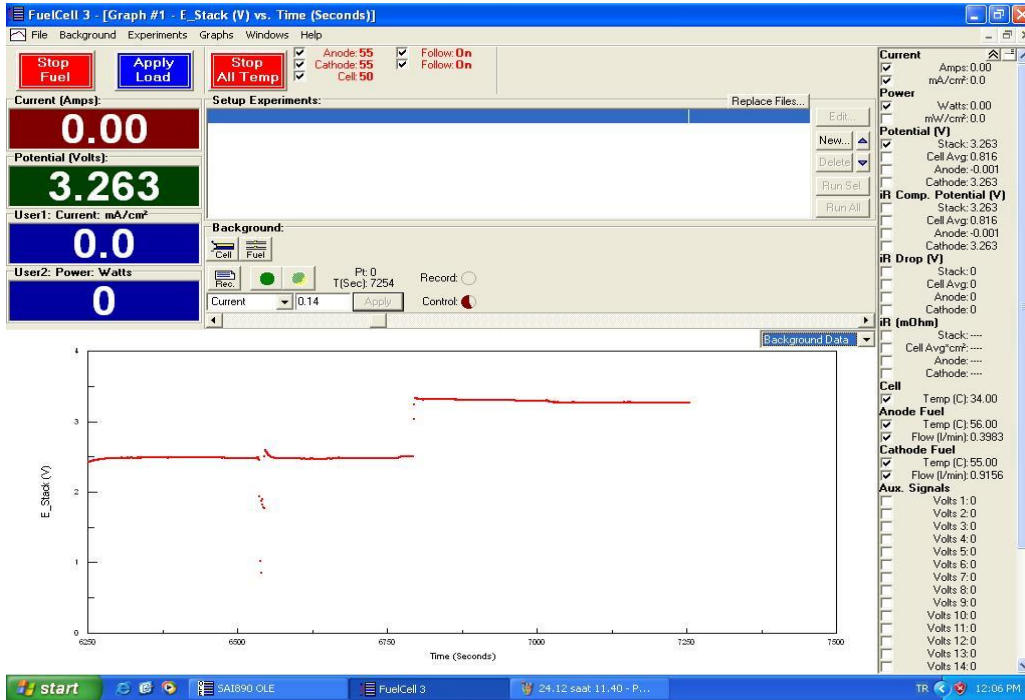 FuelCell 3 - [Graph #1 - E_Stack (V) vs. Time (Seconds)]
File Background Experiments Graphs Windows Help
Stop Fuel
Apply Load
Stop All Temp
Anode: 55 Follow: On
Cathode: 55 Follow: On
Cell: 50
Current (Amps):
0.00
Potential (Volts):
3.263
User1: Current: mA/cm²
0.0
User2: Power: Watts
0
Setup Experiments:
Replace Files...
Edit...
New...
Delete
Run Sel
Run All
Background:
Cell Fuel
Rec.
Pt: 0
T(Sec): 7254
Record:
Current 0.14 Apply Control:
Background Data
4
3
2
1
0
E_Stack (V)
6250 6500 6750 7000 7250 7500
Time (Seconds)
Current
Amps: 0.00
mA/cm²: 0.0
Power
Watts: 0.00
mW/cm²: 0.0
Potential (V)
Stack: 3.263
Cell Avg: 0.816
Anode: -0.001
Cathode: 3.263
iR Comp. Potential (V)
Stack: 3.263
Cell Avg: 0.816
Anode: -0.001
Cathode: 3.263
iR Drop (V)
Stack: 0
Cell Avg: 0
Anode: 0
Cathode: 0
iR (mOhm)
Stack: ----
Cell Avg*cm²: ----
Anode: ----
Cathode: ----
Cell
Temp (C): 34.00
Anode Fuel
Temp (C): 56.00
Flow (l/min): 0.3983
Cathode Fuel
Temp (C): 55.00
Flow (l/min): 0.9156
Aux. Signals
Volts 1: 0
Volts 2: 0
Volts 3: 0
Volts 4: 0
Volts 5: 0
Volts 6: 0
Volts 7: 0
Volts 8: 0
Volts 9: 0
Volts 10: 0
Volts 11: 0
Volts 12: 0
Volts 13: 0
Volts 14: 0
start SAI890 OLE FuelCell 3 24.12 saat 11.40 - P... TR 12:06 PM